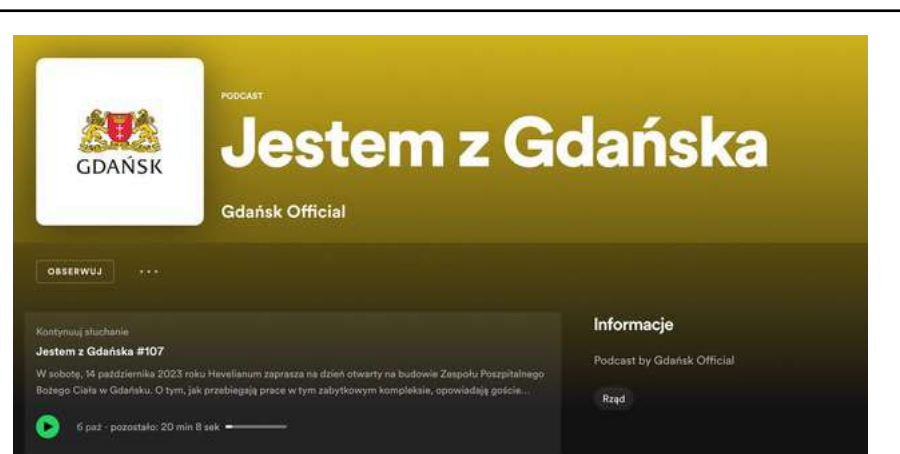 GDAŃSK
PODCAST
Jestem z Gdańska
Gdańsk Official
OBSERWUJ
Kontynuuj słuchanie
Jestem z Gdańska #107
W sobotę, 14 października 2023 roku Hevelianum zaprasza na dzień otwarty na budowie Zespołu Poszpitalnego
Bożego Ciała w Gdańsku. O tym, jak przebiegają prace w tym zabytkowym kompleksie, opowiadają goście...
6 paź · pozostało: 20 min 8 sek
Informacje
Podcast by Gdańsk Official
Rząd